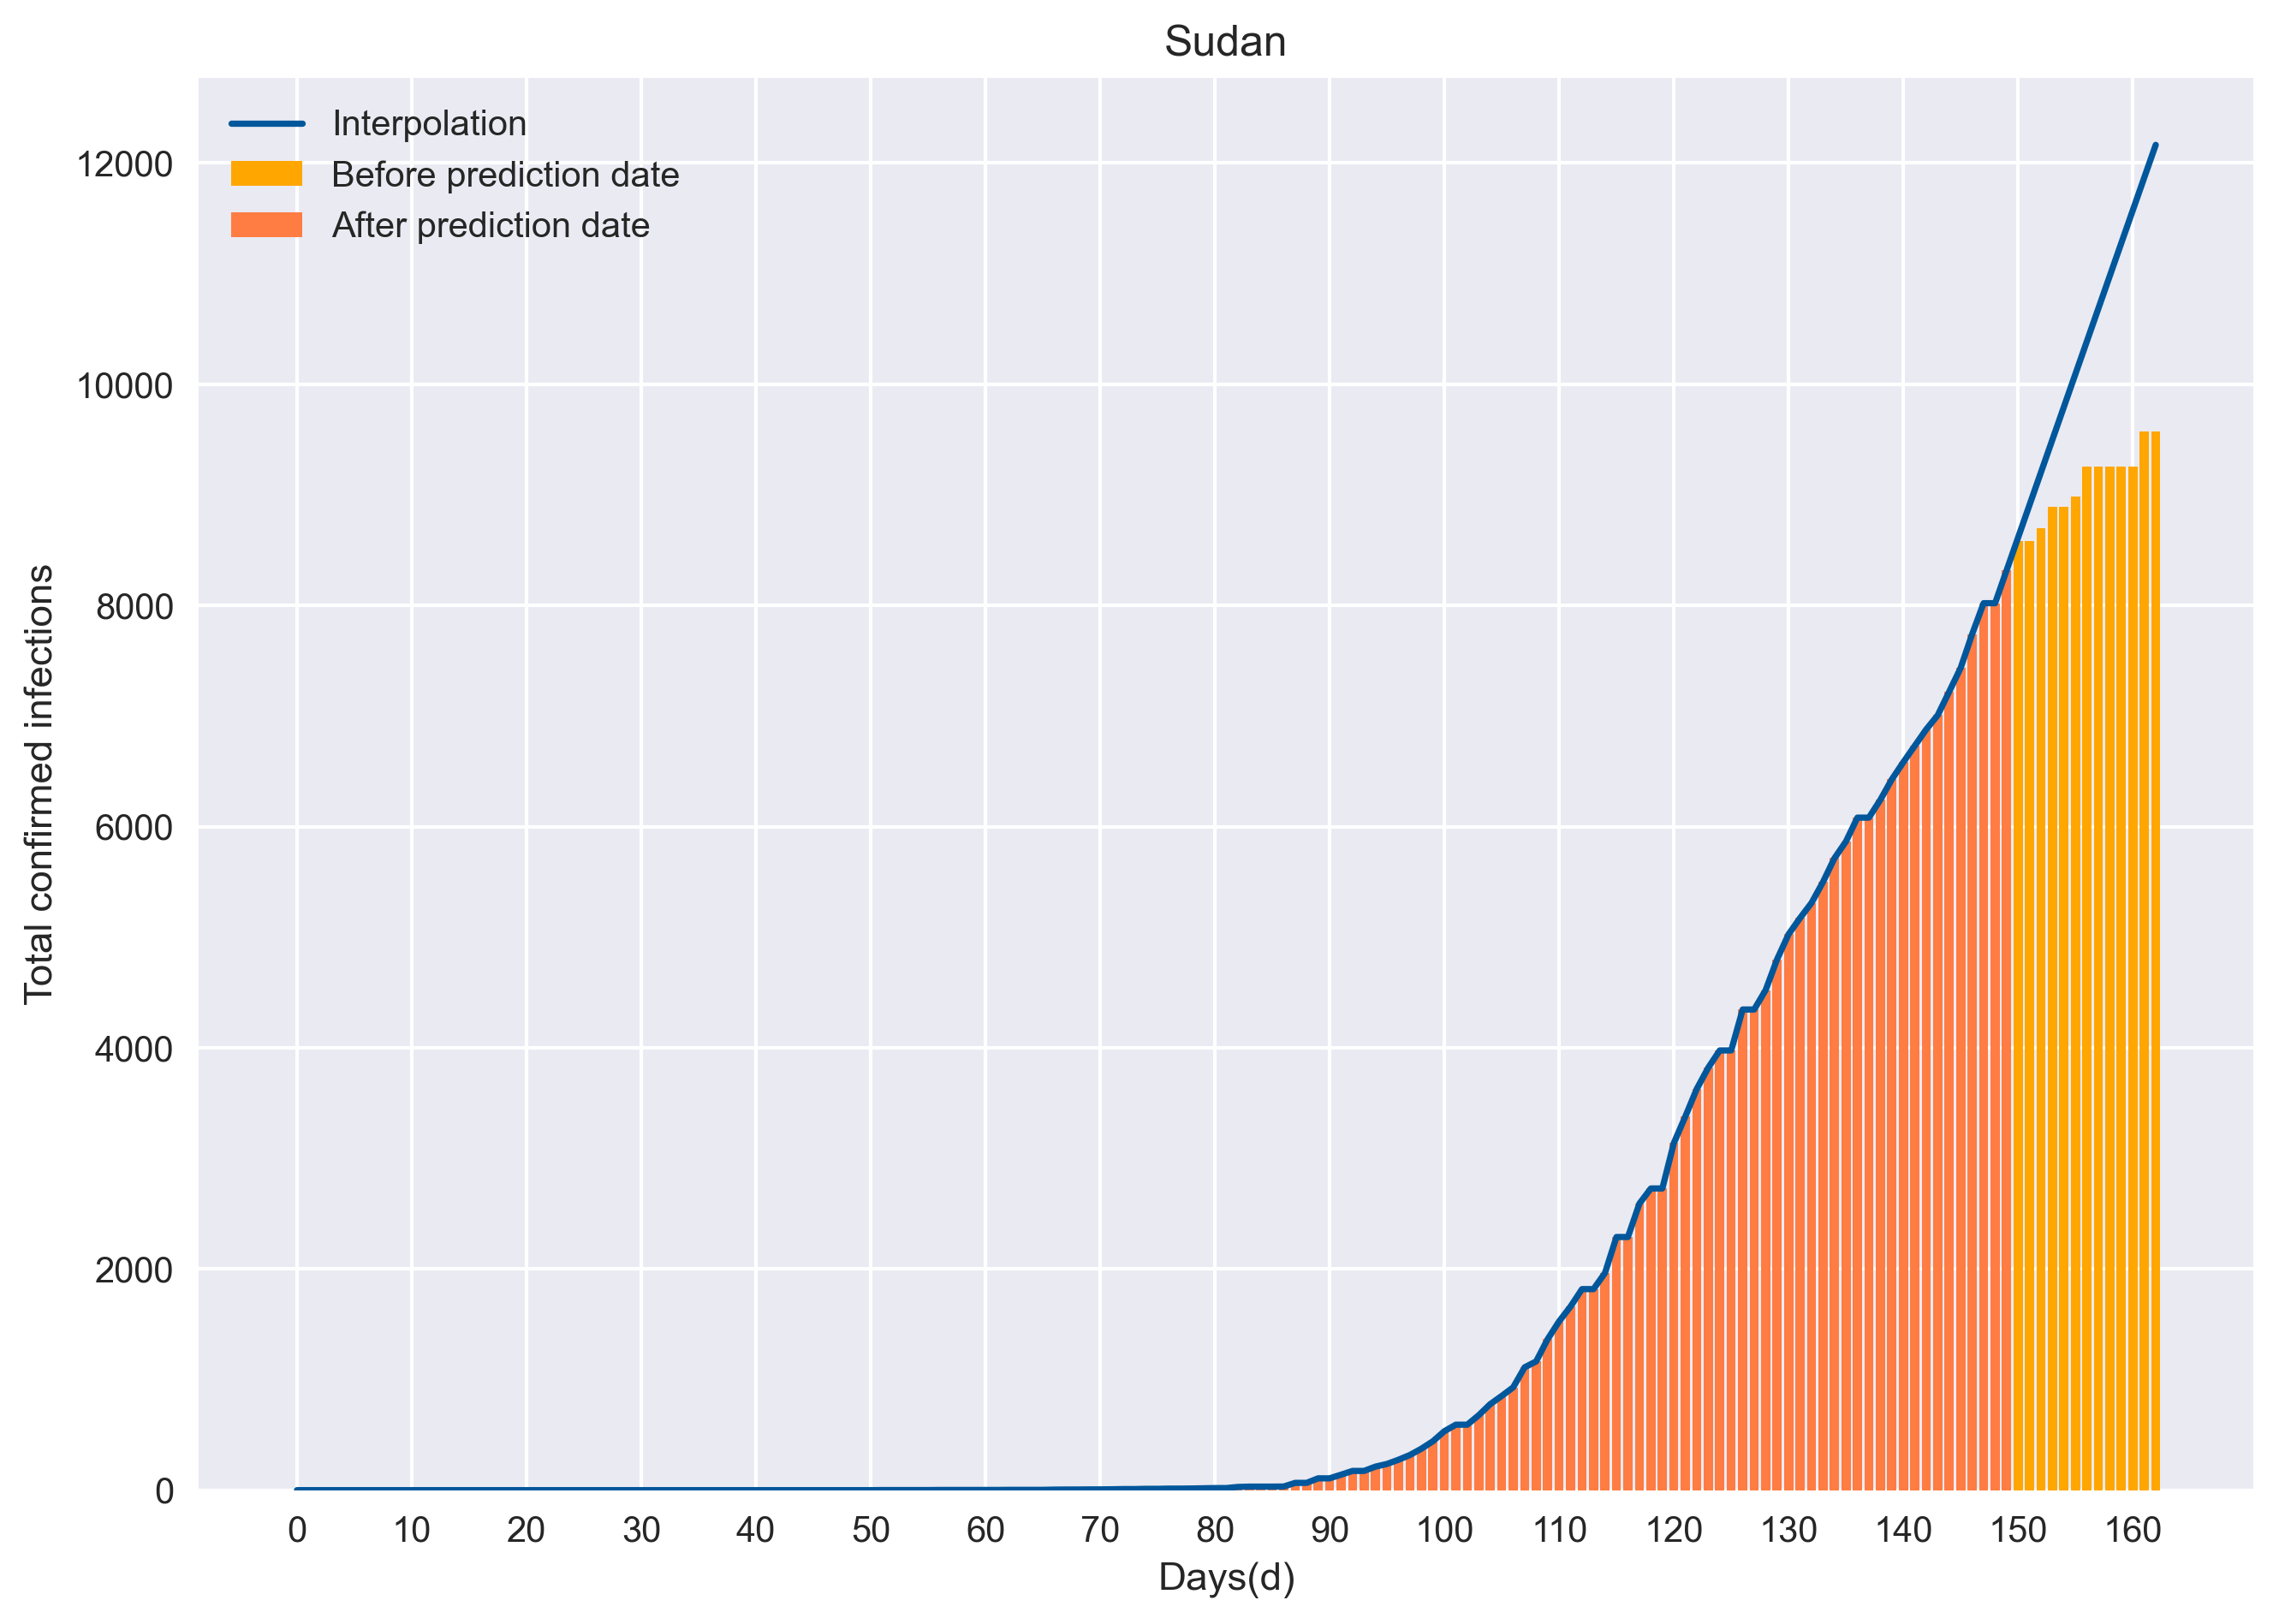 Sudan
Interpolation
Before prediction date
After prediction date
12000
10000
8000
6000
4000
2000
0
Total confirmed infections
0 10 20 30 40 50 60 70 80 90 100 110 120 130 140 150 160
Days(d)